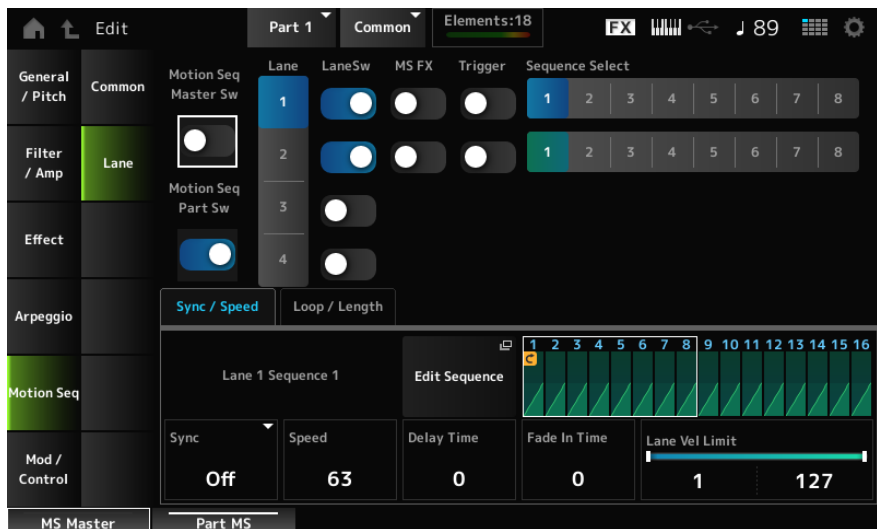 Edit Part 1 Common Elements:18 FX 89
General / Pitch
Filter / Amp
Effect
Arpeggio
Motion Seq
Mod / Control
Common
Lane
Motion Seq Master Sw
Motion Seq Part Sw
Lane LaneSw MS FX Trigger Sequence Select
1 1 2 3 4 5 6 7 8
2 1 2 3 4 5 6 7 8
3
4
Sync / Speed Loop / Length
Lane 1 Sequence 1 Edit Sequence
1 2 3 4 5 6 7 8 9 10 11 12 13 14 15 16
Sync Speed Delay Time Fade In Time Lane Vel Limit
Off 63 0 0 1 127
MS Master Part MS